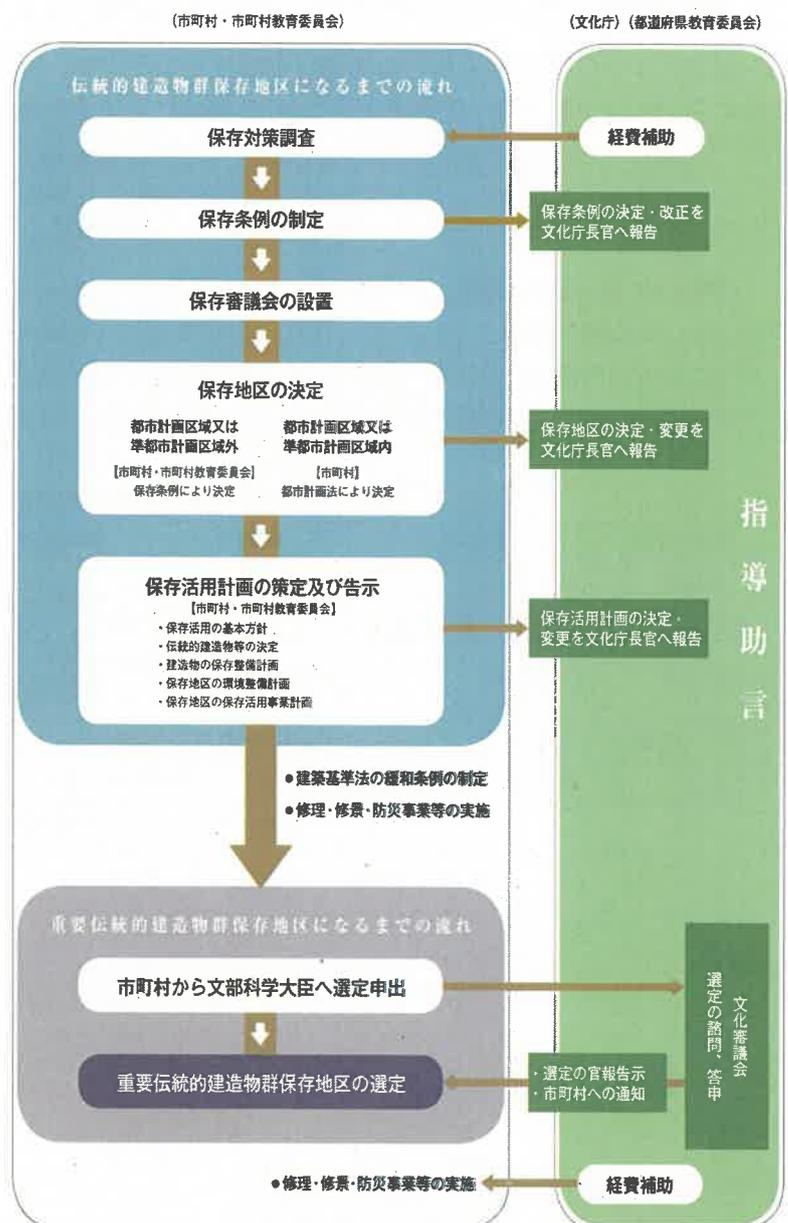 (市町村・市町村教育委員会)
(文化庁)(都道府県教育委員会)
伝統的建造物群保存地区になるまでの流れ
保存対策調査
経費補助
保存条例の制定
保存条例の決定・改正を
文化庁長官へ報告
保存審議会の設置
保存地区の決定
都市計画区域又は
準都市計画区域外
【市町村・市町村教育委員会】
保存条例により決定
都市計画区域又は
準都市計画区域内
【市町村】
都市計画法により決定
保存地区の決定・変更を
文化庁長官へ報告
保存活用計画の策定及び告示
【市町村・市町村教育委員会】
・保存活用の基本方針
・伝統的建造物等の決定
・建造物の保存整備計画
・保存地区の環境整備計画
・保存地区の保存活用事業計画
保存活用計画の決定・
変更を文化庁長官へ報告
指導助言
●建築基準法の緩和条例の制定
●修理・修景・防災事業等の実施
重要伝統的建造物群保存地区になるまでの流れ
市町村から文部科学大臣へ選定申出
文化審議会
選定の諮問、答申
重要伝統的建造物群保存地区の選定
・選定の官報告示
・市町村への通知
●修理・修景・防災事業等の実施
経費補助